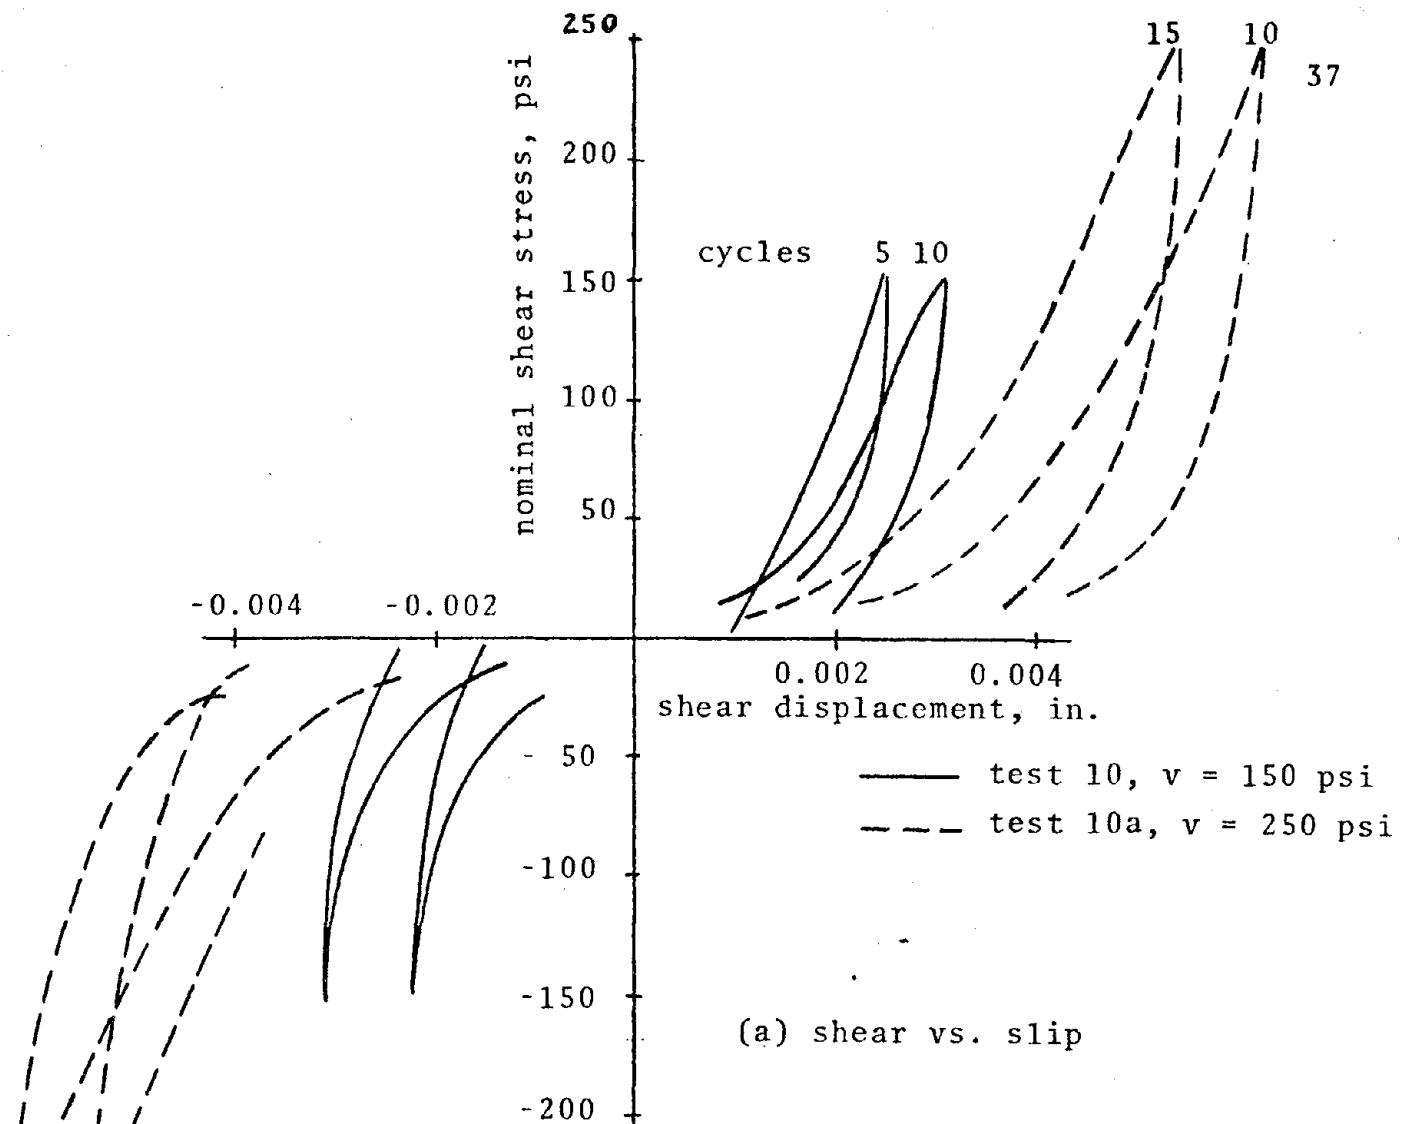 250
15 10
37
nominal shear stress, psi
200
cycles 5 10
150
100
50
-0.004 -0.002
0.002 0.004
shear displacement, in.
- 50
test 10, v = 150 psi
test 10a, v = 250 psi
-100
-150
(a) shear vs. slip
-200